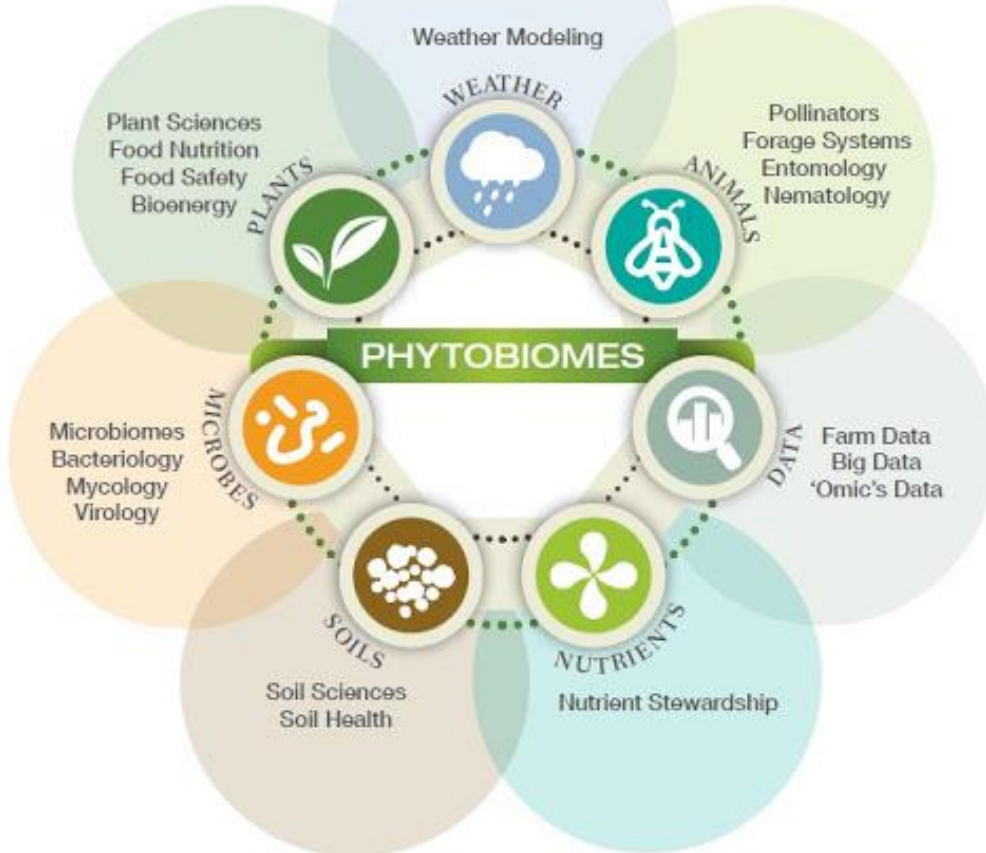 Weather Modeling
WEATHER
Plant Sciences
Food Nutrition
Food Safety
Bioenergy
PLANTS
Pollinators
Forage Systems
Entomology
Nematology
ANIMALS
PHYTOBIOMES
Microbiomes
Bacteriology
Mycology
Virology
MICROBES
Farm Data
Big Data
'Omic's Data
DATA
SOILS
Soil Sciences
Soil Health
NUTRIENTS
Nutrient Stewardship